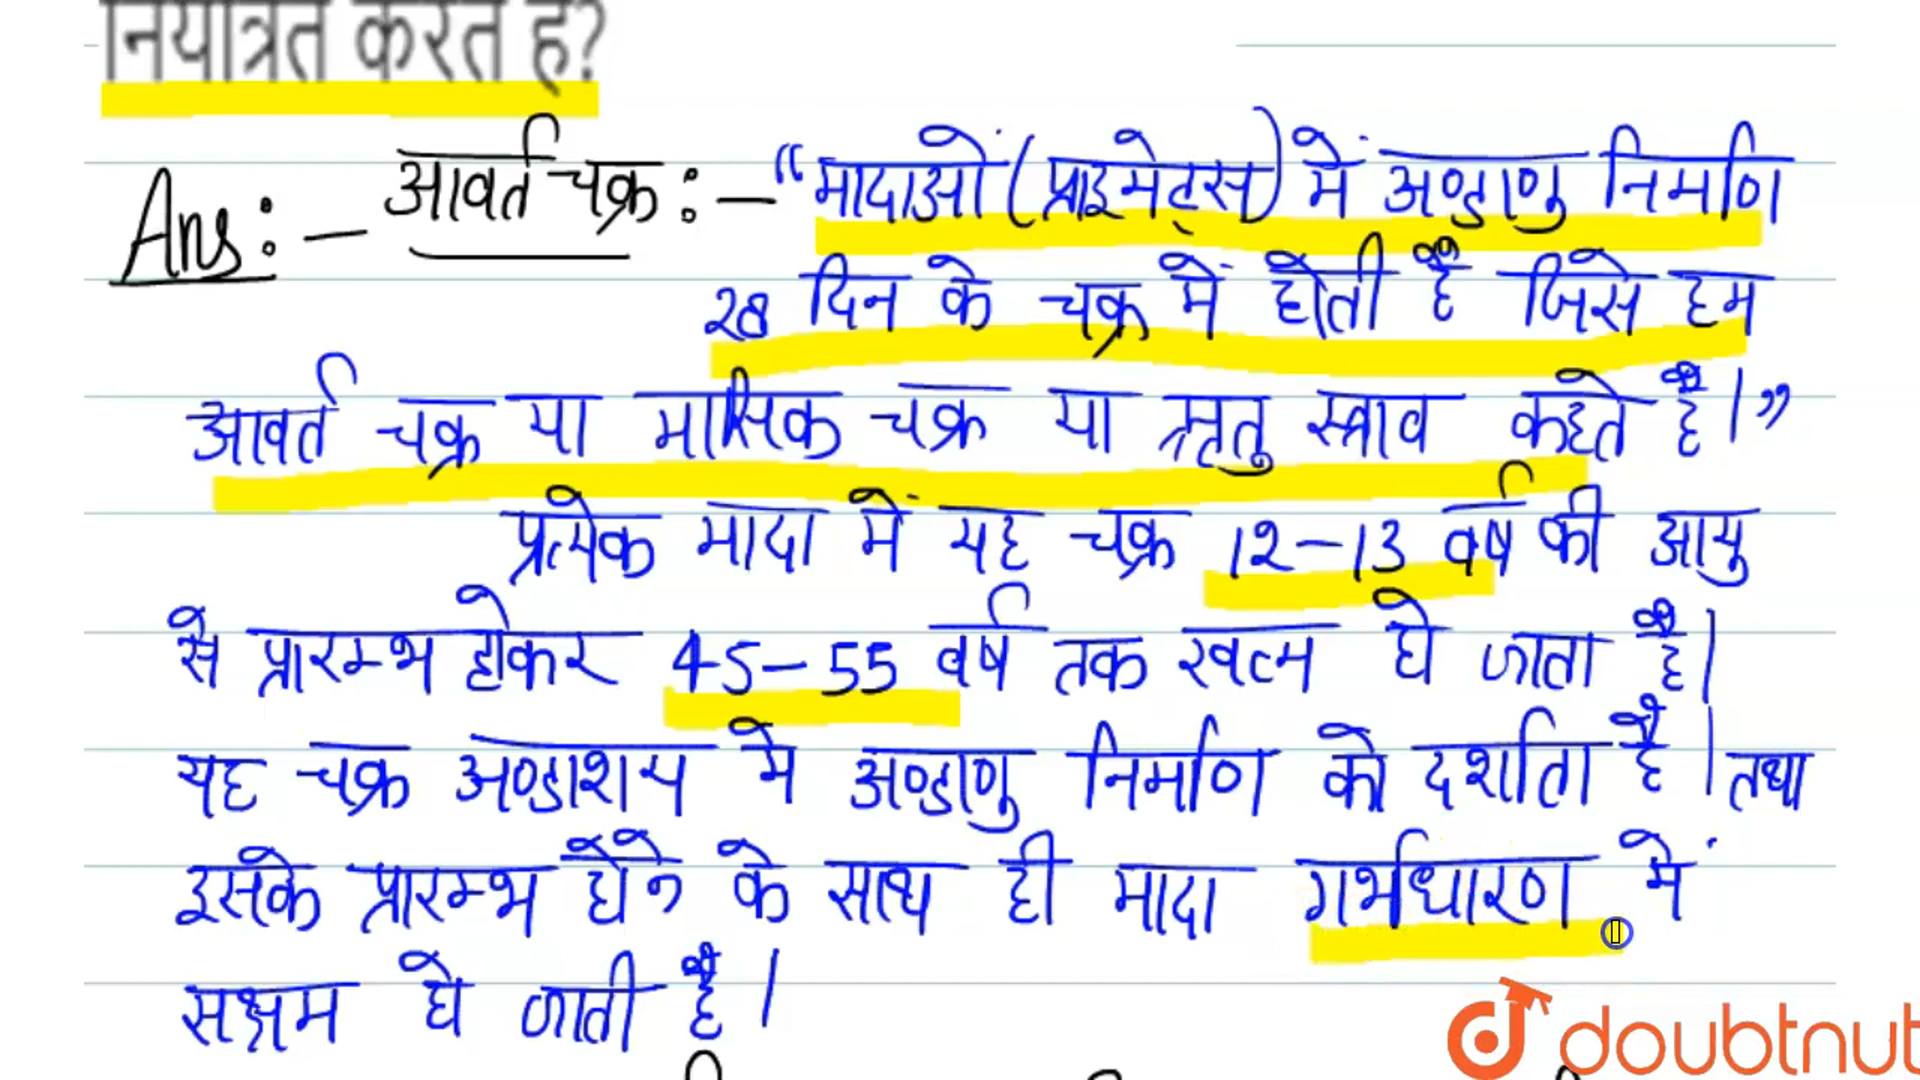 नियंत्रित करते हैं?
Ans:- आवर्त चक्र :- “मादाओं (प्राइमेट्स) में अण्डाणु निर्माण
28 दिन के चक्र में होती है जिसे हम
आवर्त चक्र या मासिक चक्र या ऋतु स्त्राव कहते है।”
प्रत्येक मादा में यह चक्र 12-13 वर्ष की आयु
से प्रारम्भ होकर 45-55 वर्ष तक खत्म हो जाता है।
यह चक्र अण्डाशय मे अण्डाणु निर्माण को दर्शाता है। तथा
इसके प्रारम्भ होने के साथ ही मादा गर्भधारण में
सक्षम हो जाती है।
doubtnut